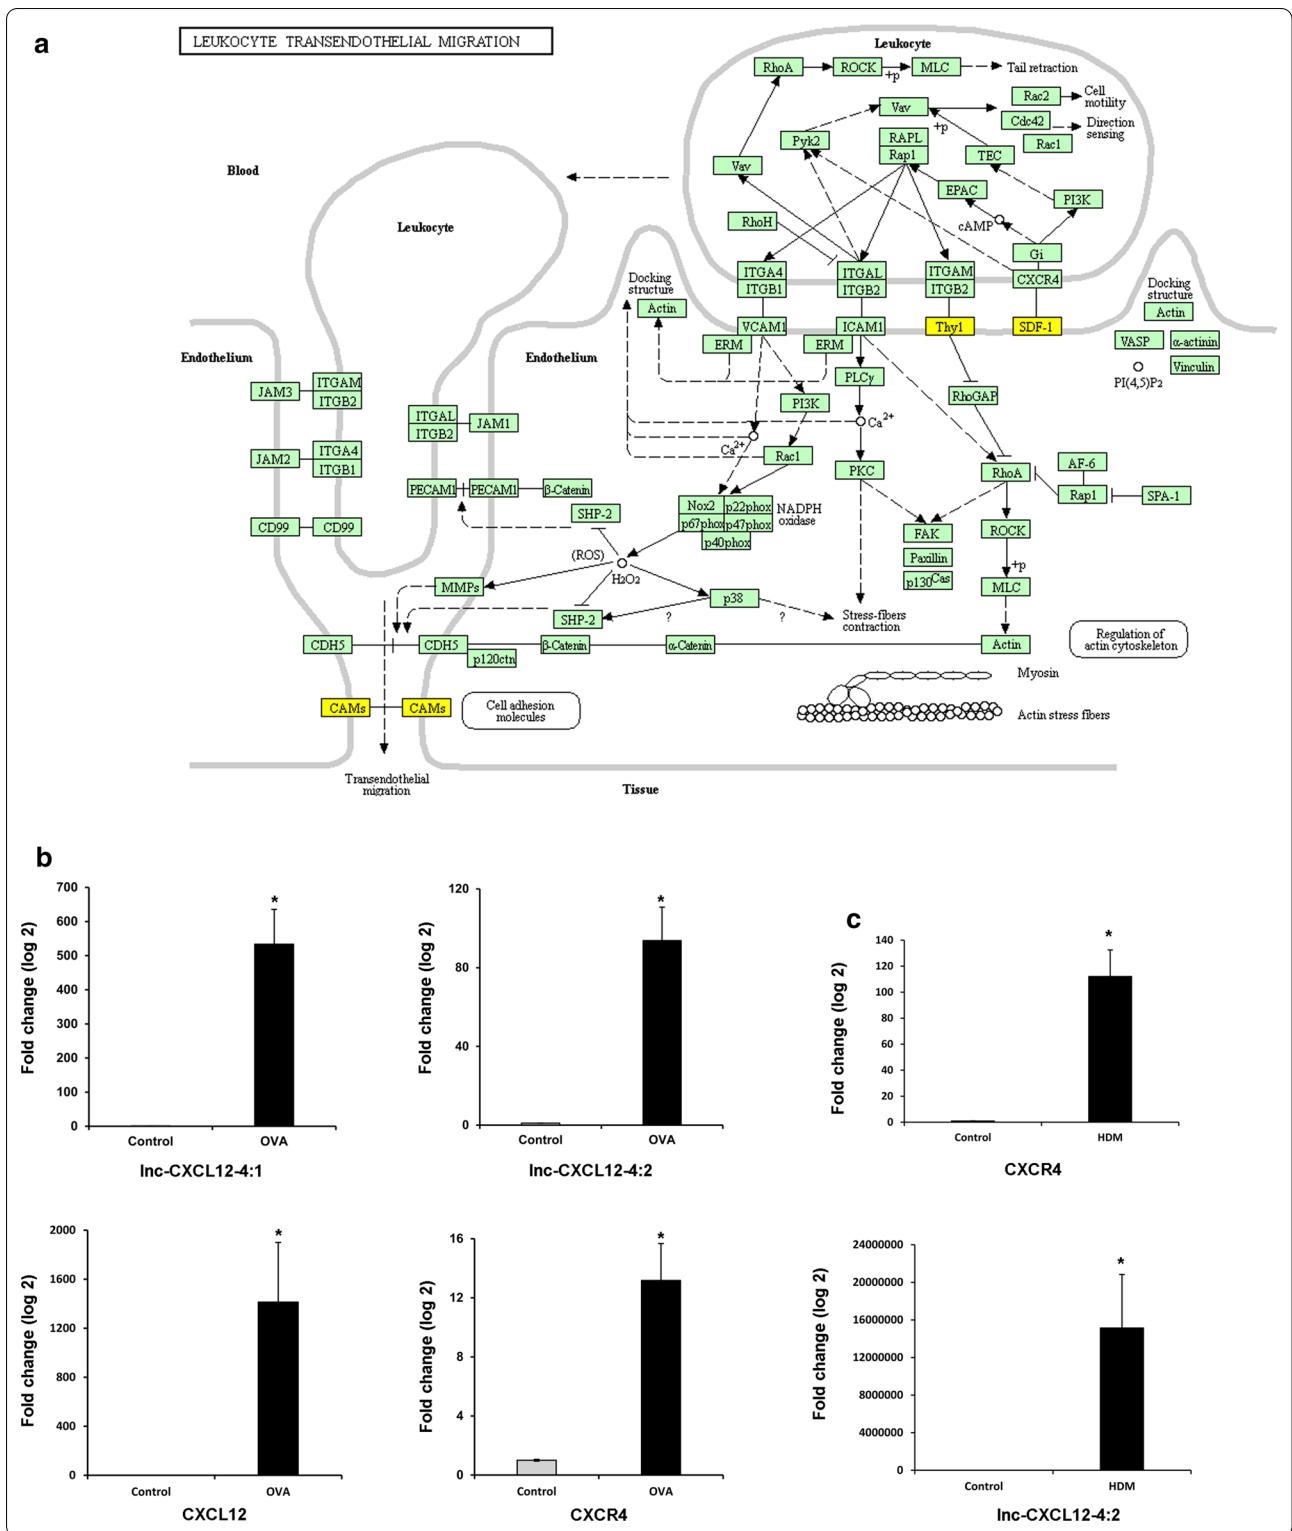 a
LEUKOCYTE TRANSENDOTHELIAL MIGRATION
Leukocyte
RhoA
ROCK
+p
MLC
Tail retraction
Rac2
Cell
motility
Vav
+p
Cdc42
Direction
sensing
Rac1
Pyk2
RAPL
Rap1
TEC
Vav
EPAC
PI3K
cAMP
RhoH
Gi
Blood
Leukocyte
ITGA4
ITGB1
ITGAL
ITGB2
ITGAM
ITGB2
CXCR4
Docking
structure
Actin
Docking
structure
Actin
VCAM1
ICAM1
Thy1
SDF-1
ERM
ERM
VASP
α-actinin
Vinculin
PI(4,5)P2
Endothelium
Endothelium
PLCγ
PI3K
RhoGAP
JAM3
ITGAM
ITGB2
ITGAL
ITGB2
JAM1
Ca2+
Ca2+
Rac1
PKC
RhoA
AF-6
Rap1
SPA-1
JAM2
ITGA4
ITGB1
PECAM1
PECAM1
β-Catenin
SHP-2
Nox2
p22phox
p67phox
p47phox
p40phox
NADPH
oxidase
CD99
CD99
FAK
Paxillin
p130Cas
ROCK
+p
MLC
(ROS)
H2O2
MMPs
p38
SHP-2
?
?
Stress-fibers
contraction
CDH5
CDH5
p120ctn
β-Catenin
α-Catenin
Actin
Regulation of
actin cytoskeleton
Myosin
Actin stress fibers
CAMs
CAMs
Cell adhesion
molecules
Transendothelial
migration
Tissue
b
Fold change (log 2)
700
600
500
400
300
200
100
0
*
Control
OVA
lnc-CXCL12-4:1
Fold change (log 2)
120
80
40
0
*
Control
OVA
lnc-CXCL12-4:2
c
Fold change (log 2)
140
120
100
80
60
40
20
0
*
Control
HDM
CXCR4
Fold change (log 2)
2000
1600
1200
800
400
0
*
Control
OVA
CXCL12
Fold change (log 2)
16
12
8
4
0
*
Control
OVA
CXCR4
Fold change (log 2)
24000000
20000000
16000000
12000000
8000000
4000000
0
*
Control
HDM
lnc-CXCL12-4:2